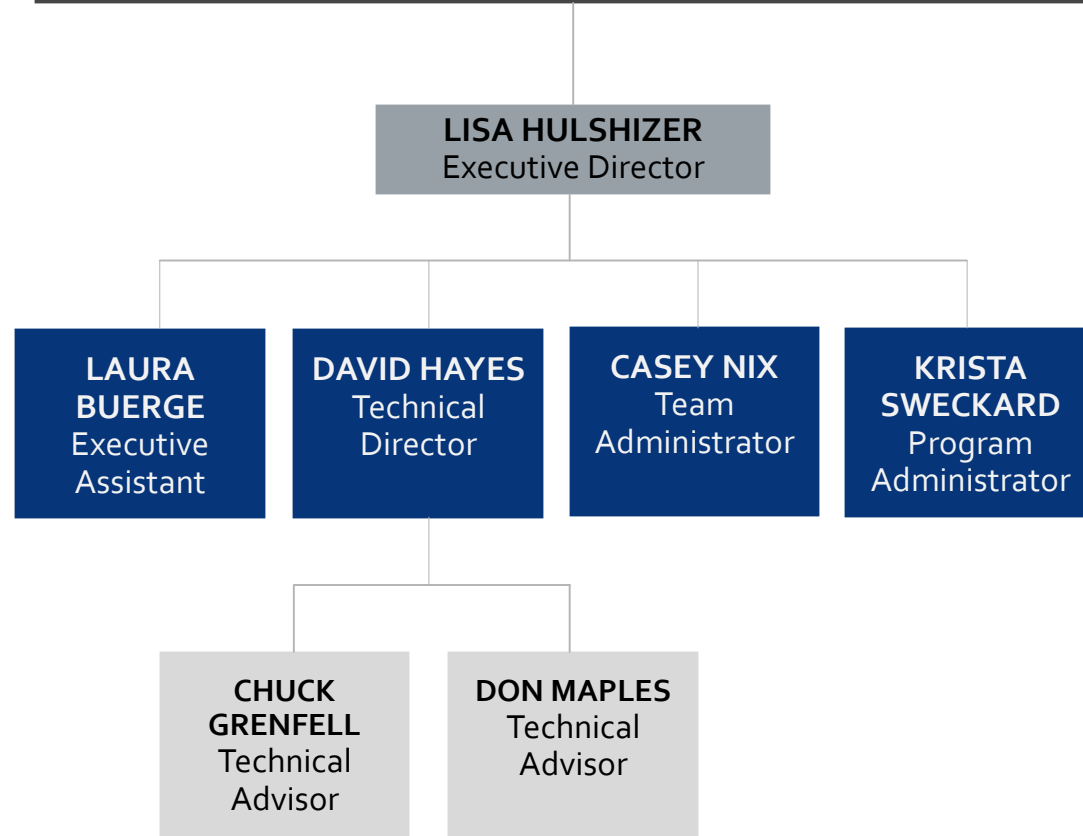 LISA HULSHIZER
Executive Director
LAURA
BUERGE
Executive
Assistant
DAVID HAYES
Technical
Director
CASEY NIX
Team
Administrator
KRISTA
SWECKARD
Program
Administrator
CHUCK
GRENFELL
Technical
Advisor
DON MAPLES
Technical
Advisor